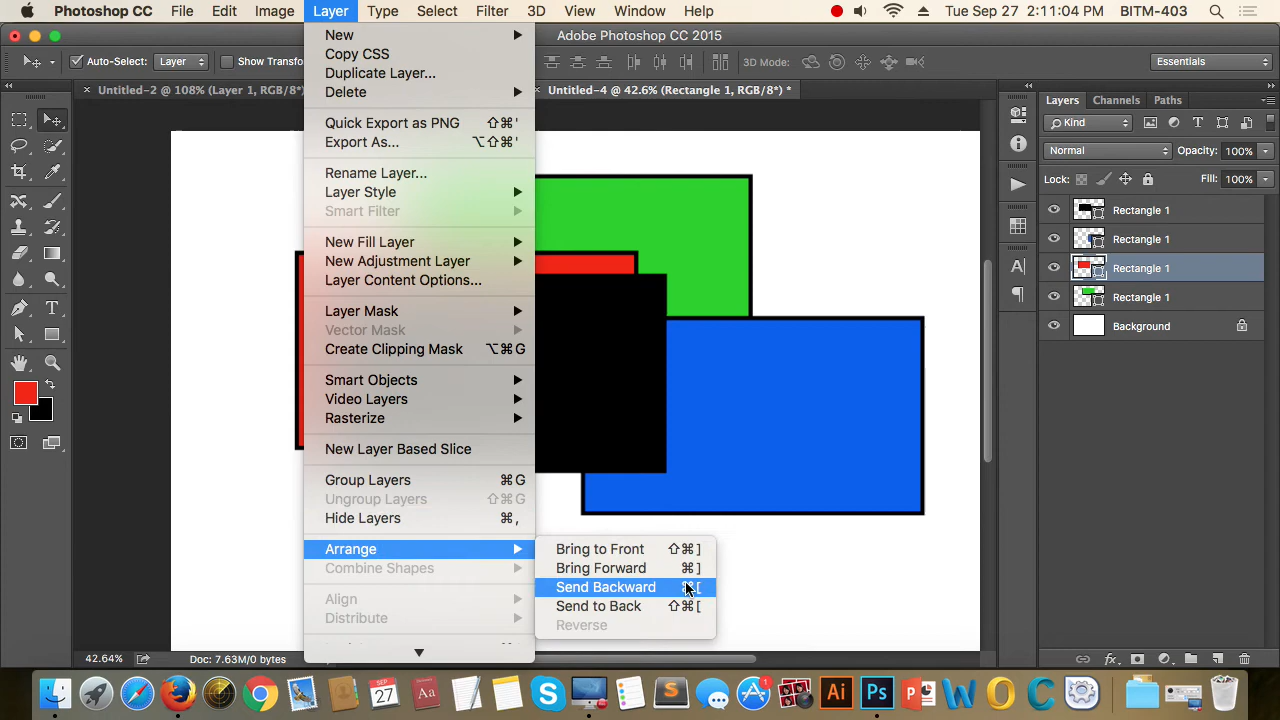 Photoshop CC File Edit Image Layer Type Select Filter 3D View Window Help Tue Sep 27 2:11:04 PM BITM-403
Adobe Photoshop CC 2015
Auto-Select: Layer Show Transfo 3D Mode: Essentials
Untitled-2 @ 108% (Layer 1, RGB/8*) Untitled-4 @ 42.6% (Rectangle 1, RGB/8*) *
New
Copy CSS
Duplicate Layer...
Delete
Quick Export as PNG ⇧⌘'
Export As... ⌥⇧⌘'
Rename Layer...
Layer Style
Smart Filter
New Fill Layer
New Adjustment Layer
Layer Content Options...
Layer Mask
Vector Mask
Create Clipping Mask ⌥⌘G
Smart Objects
Video Layers
Rasterize
New Layer Based Slice
Group Layers ⌘G
Ungroup Layers ⇧⌘G
Hide Layers ⌘,
Arrange
Combine Shapes
Align
Distribute
Bring to Front ⇧⌘]
Bring Forward ⌘]
Send Backward ⌘[
Send to Back ⇧⌘[
Reverse
Layers Channels Paths
Kind
Normal Opacity: 100%
Lock: Fill: 100%
Rectangle 1
Rectangle 1
Rectangle 1
Rectangle 1
Background
42.64% Doc: 7.63M/0 bytes
SEP
27
Aa
S
S
1
Ai
Ps
P
W
O
C